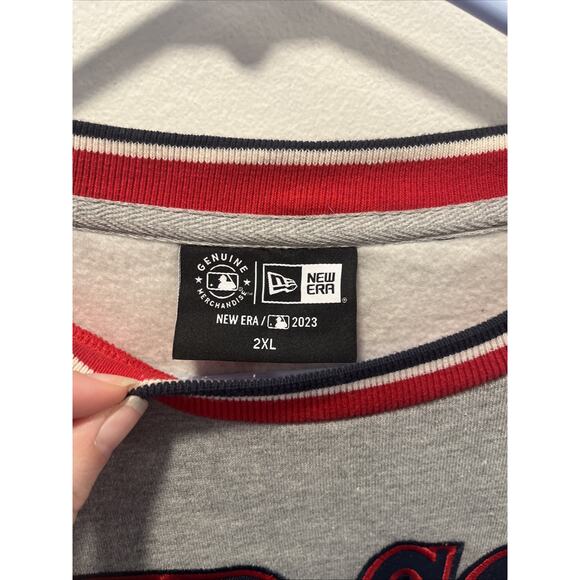 GENUINE
MERCHANDISE
NEW
ERA
NEW ERA / 2023
2XL